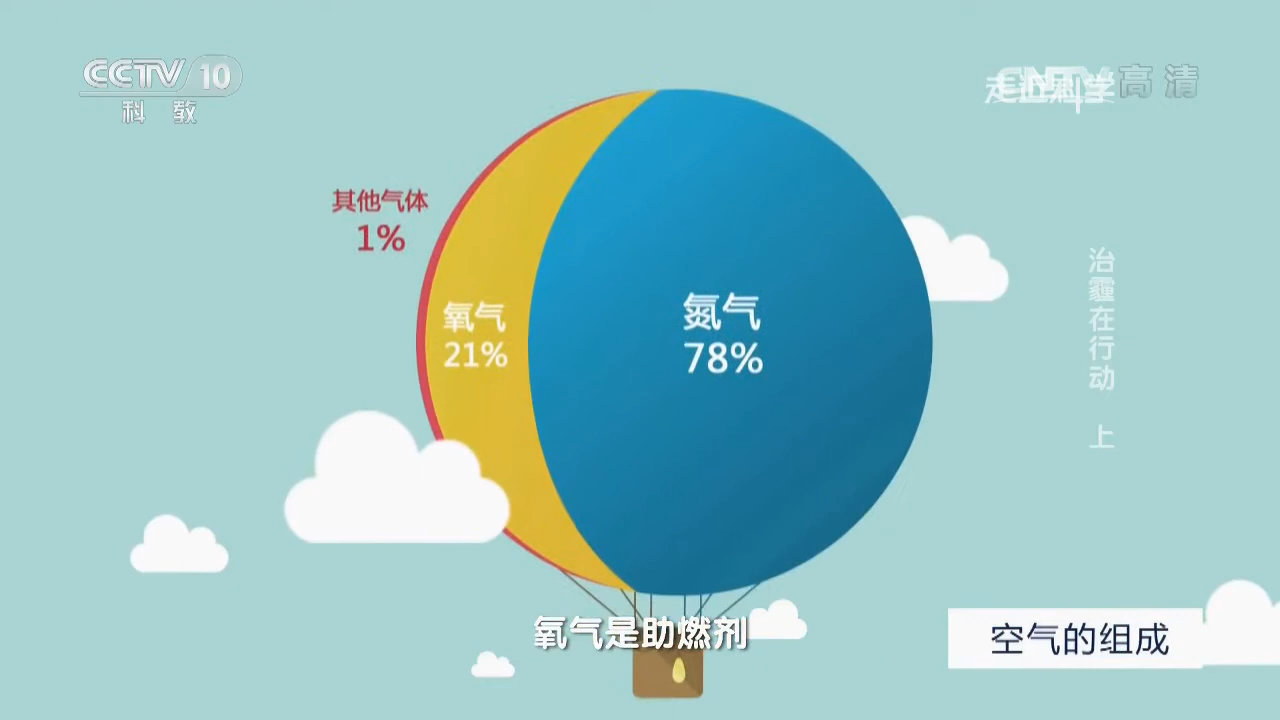 CCTV 10
科教
走近科学
高清
其他气体
1%
氧气
21%
氮气
78%
治霾在行动 上
氧气是助燃剂
空气的组成